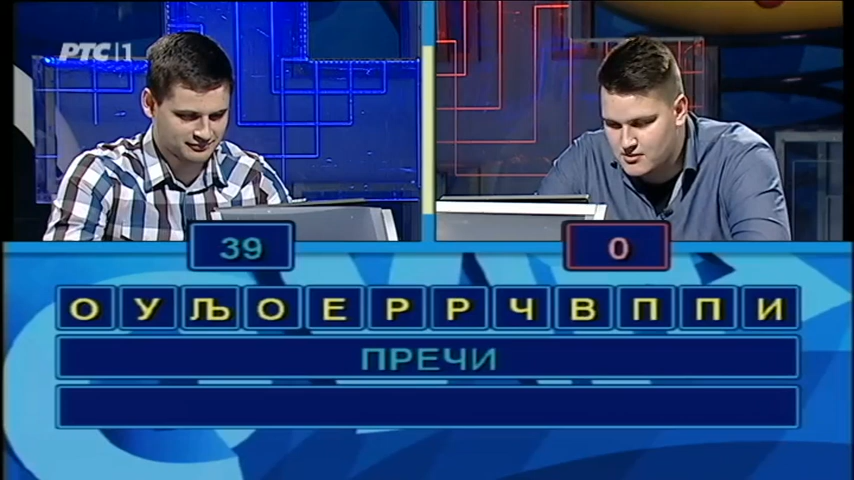 РТС 1
39 0
О У Љ О Е Р Р Ч В П П И
ПРЕЧИ